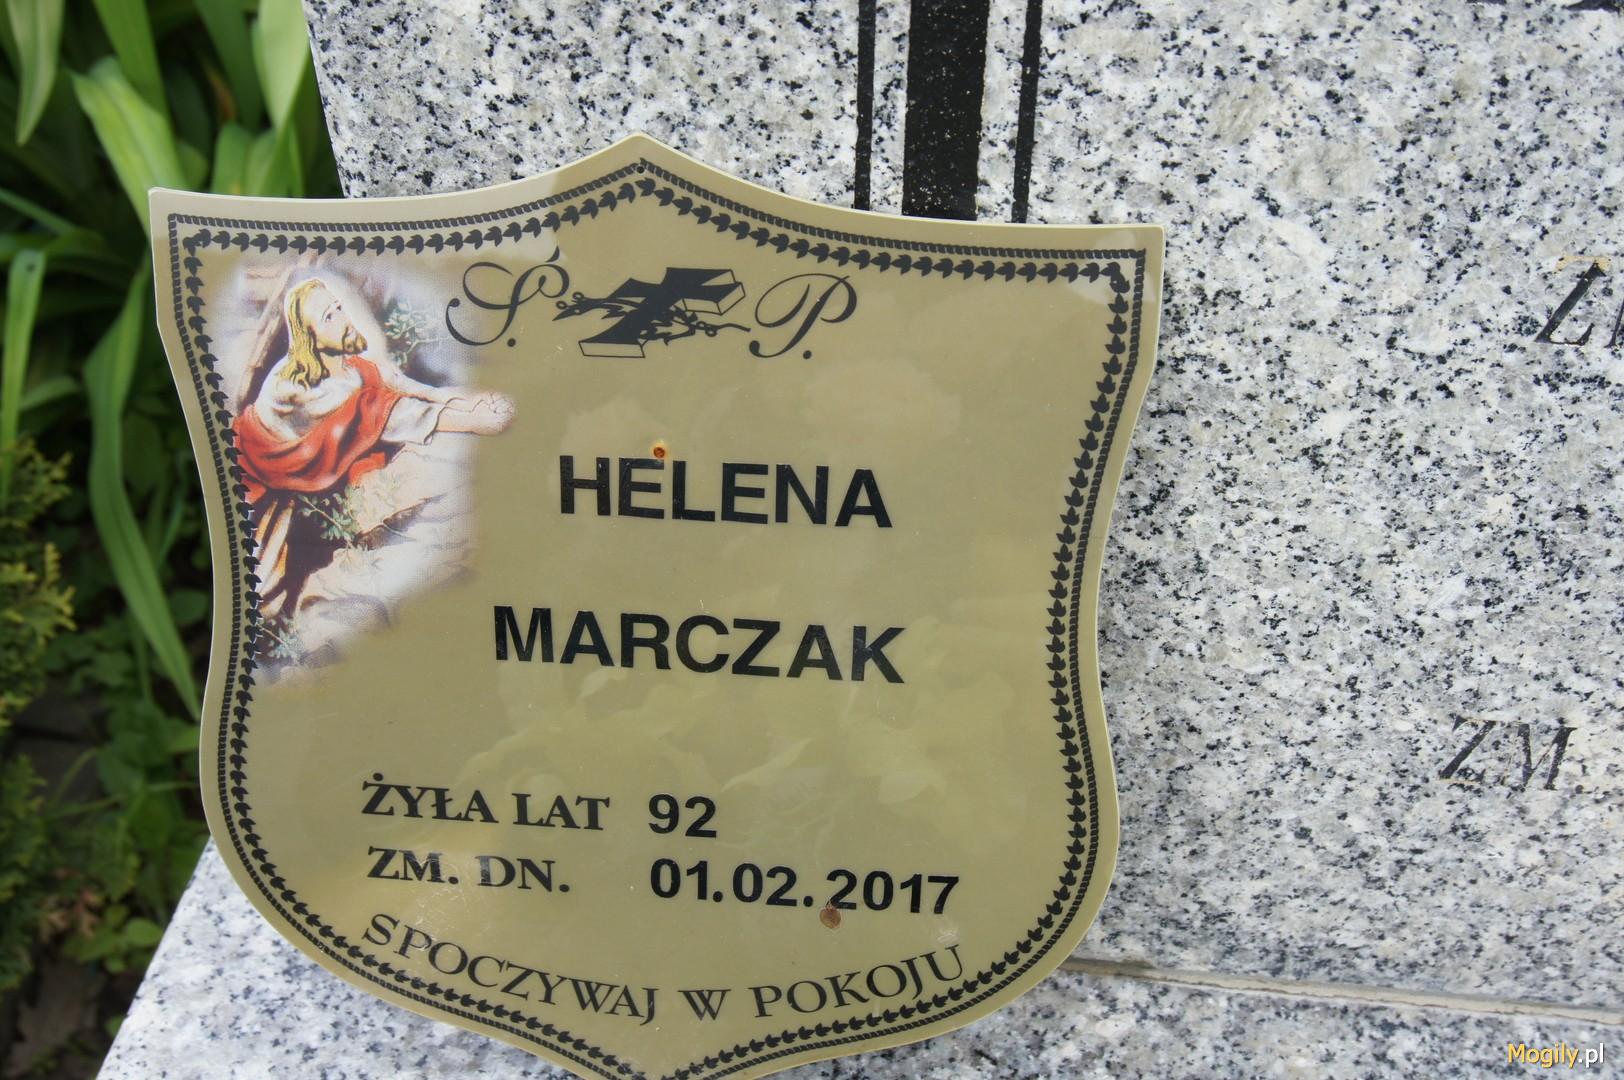 Ś. P.
HELENA
MARCZAK
ŻYŁA LAT 92
ZM. DN. 01.02.2017
SPOCZYWAJ W POKOJU
ZM.
Mogily.pl